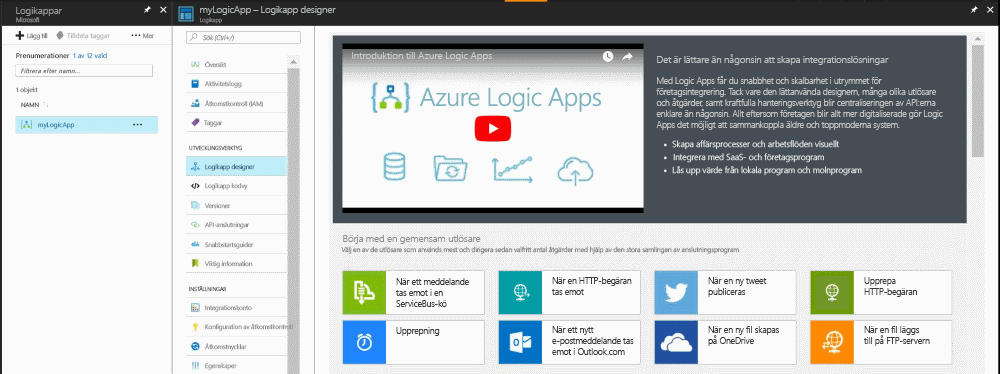 Logikappar
Microsoft
Lägg till
Tilldela taggar
Mer
Prenumerationer 1 av 12 vald
Filtrera efter namn...
1 objekt
NAMN
myLogicApp
myLogicApp – Logikapp designer
Logikapp designer
Sök (Ctrl+/)
Översikt
Aktivitetslogg
Åtkomstkontroll (IAM)
Taggar
UTVECKLINGSVERKTYG
Logikapp designer
Logikapp kodvy
Versioner
API-anslutningar
Snabbstartsguider
Viktig information
INSTÄLLNINGAR
Integrationskonto
Konfiguration av åtkomstkontroll
Åtkomstnycklar
Egenskaper
Introduktion till Azure Logic Apps
Azure Logic Apps
Det är lättare än någonsin att skapa integrationslösningar
Med Logic Apps får du snabbhet och skalbarhet i utrymmet för
företagsintegrering. Tack vare den lättanvända designern, många olika utlösare
och åtgärder, samt kraftfulla hanteringsverktyg blir centraliseringen av API:erna
enklare än någonsin. Allt eftersom företagen blir allt mer digitaliserade gör Logic
Apps det möjligt att sammankoppla äldre och toppmoderna system.
• Skapa affärsprocesser och arbetsflöden visuellt
• Integrera med SaaS- och företagsprogram
• Lås upp värde från lokala program och molnprogram
Börja med en gemensam utlösare
Välj en av de utlösare som används mest och dirigera sedan valfritt antal åtgärder med hjälp av den stora samlingen av anslutningsprogram
När ett meddelande
tas emot i en
ServiceBus-kö
När en HTTP-begäran
tas emot
När en ny tweet
publiceras
Upprepa
HTTP-begäran
Upprepning
När ett nytt
e-postmeddelande tas
emot i Outlook.com
När en ny fil skapas
på OneDrive
När en fil läggs
till på FTP-servern